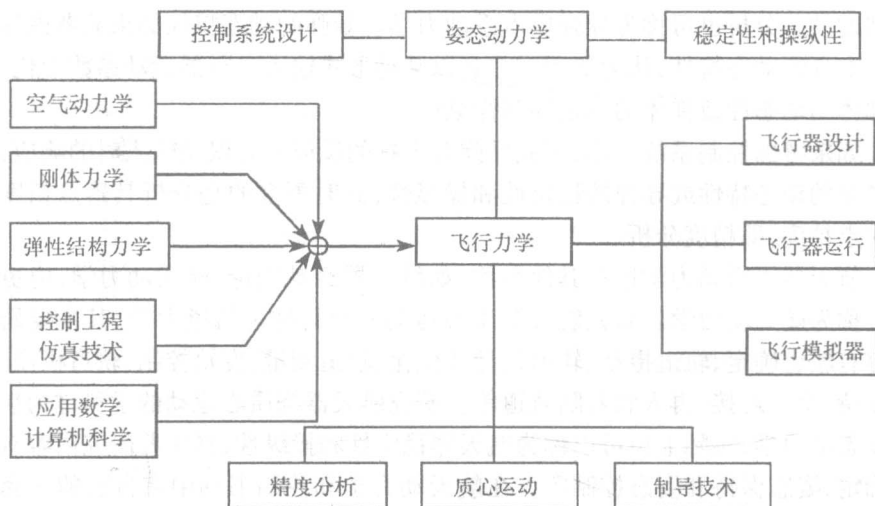 控制系统设计
姿态动力学
稳定性和操纵性
空气动力学
刚体力学
弹性结构力学
控制工程
仿真技术
应用数学
计算机科学
飞行力学
飞行器设计
飞行器运行
飞行模拟器
精度分析
质心运动
制导技术